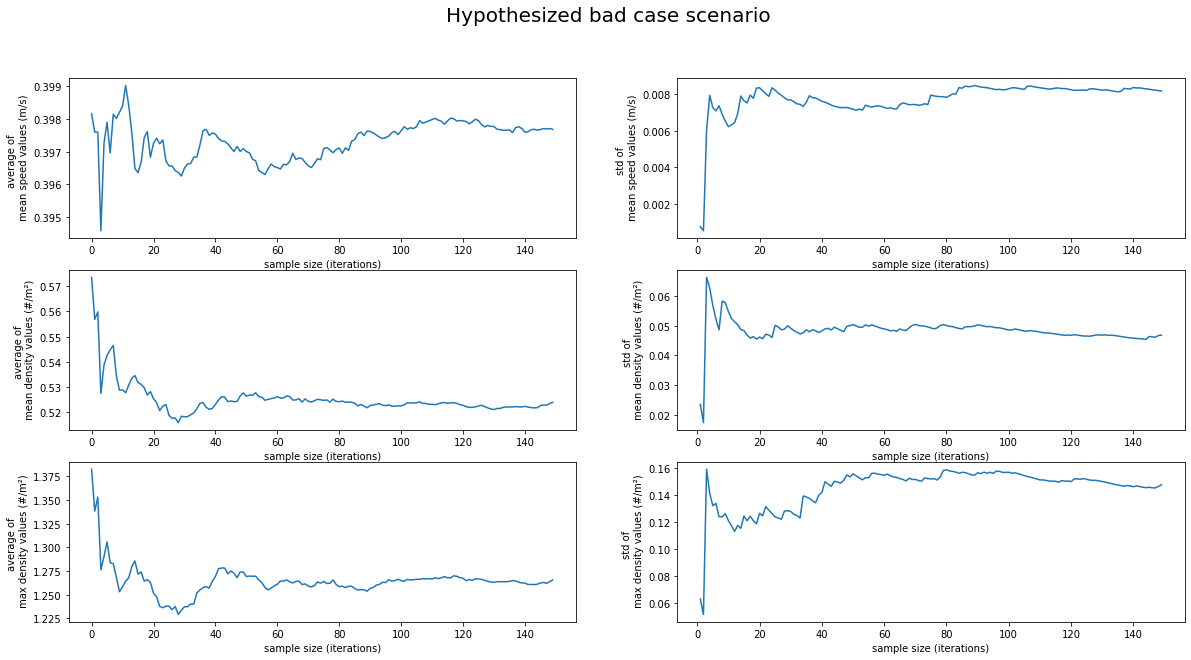 Hypothesized bad case scenario
average of
mean speed values (m/s)
0.399
0.398
0.397
0.396
0.395
0 20 40 60 80 100 120 140
sample size (iterations)
std of
mean speed values (m/s)
0.008
0.006
0.004
0.002
0 20 40 60 80 100 120 140
sample size (iterations)
average of
mean density values (#/m²)
0.57
0.56
0.55
0.54
0.53
0.52
0 20 40 60 80 100 120 140
sample size (iterations)
std of
mean density values (#/m²)
0.06
0.05
0.04
0.03
0.02
0 20 40 60 80 100 120 140
sample size (iterations)
average of
max density values (#/m²)
1.375
1.350
1.325
1.300
1.275
1.250
1.225
0 20 40 60 80 100 120 140
sample size (iterations)
std of
max density values (#/m²)
0.16
0.14
0.12
0.10
0.08
0.06
0 20 40 60 80 100 120 140
sample size (iterations)